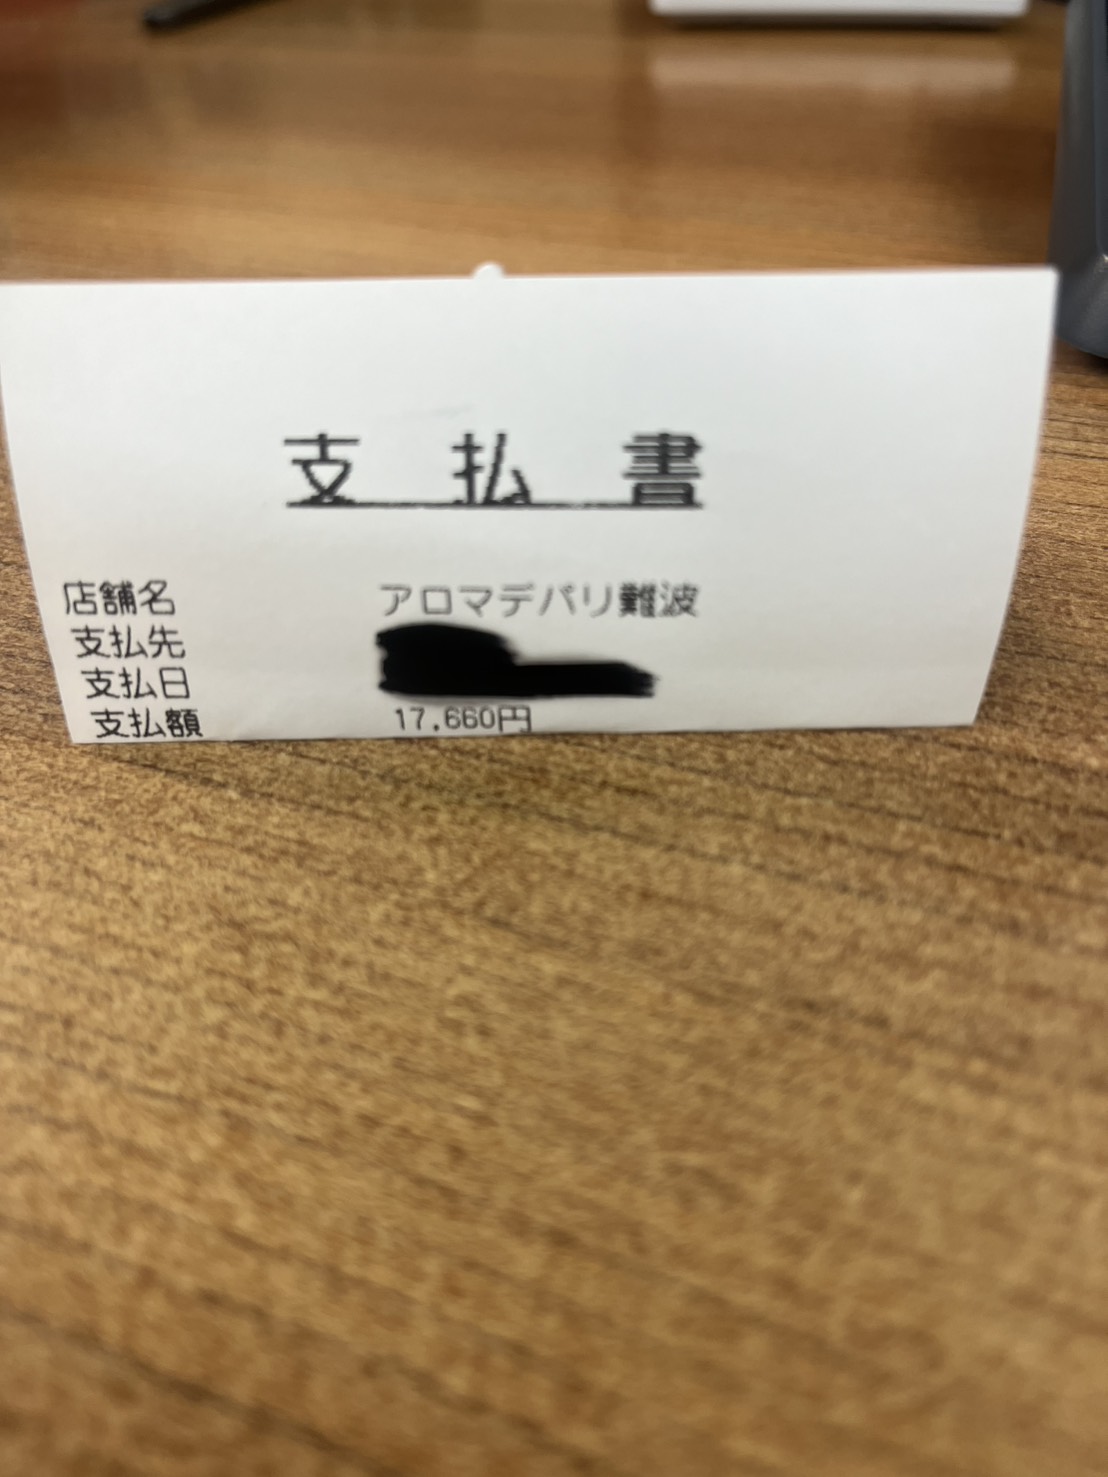 支払書
店舗名 アロマデパリ難波
支払先
支払日
支払額 17,660円